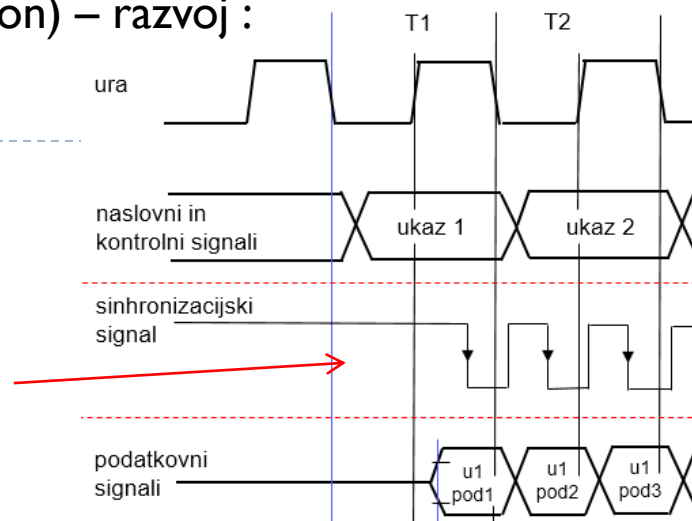 on) – razvoj :
T1 T2
ura
naslovni in
kontrolni signali
ukaz 1 ukaz 2
sinhronizacijski
signal
podatkovni
signali
u1
pod1
u1
pod2
u1
pod3